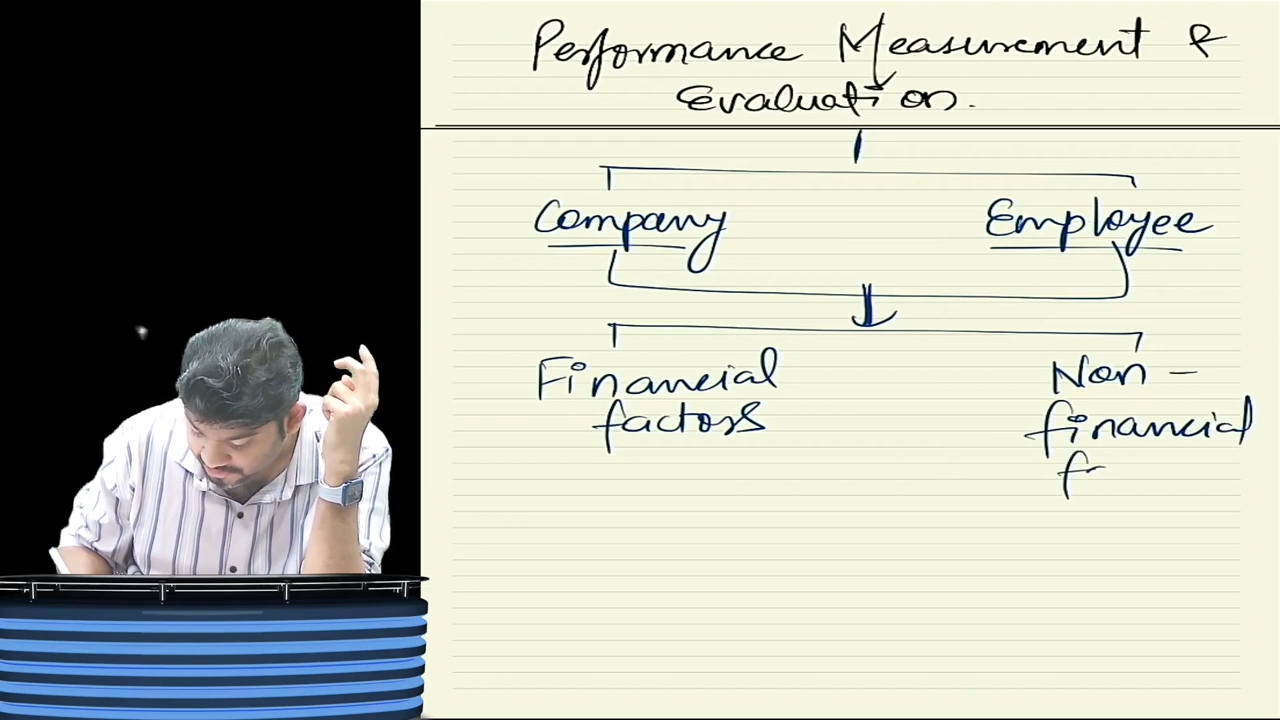 Performance Measurement &
Evaluation.
Company Employee
Financial Non-
factors financial
f